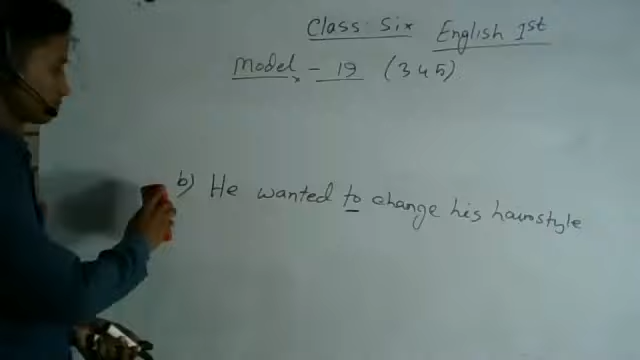 Class: Six English 1st
Model - 19 (345)
b) He wanted to change his hairstyle